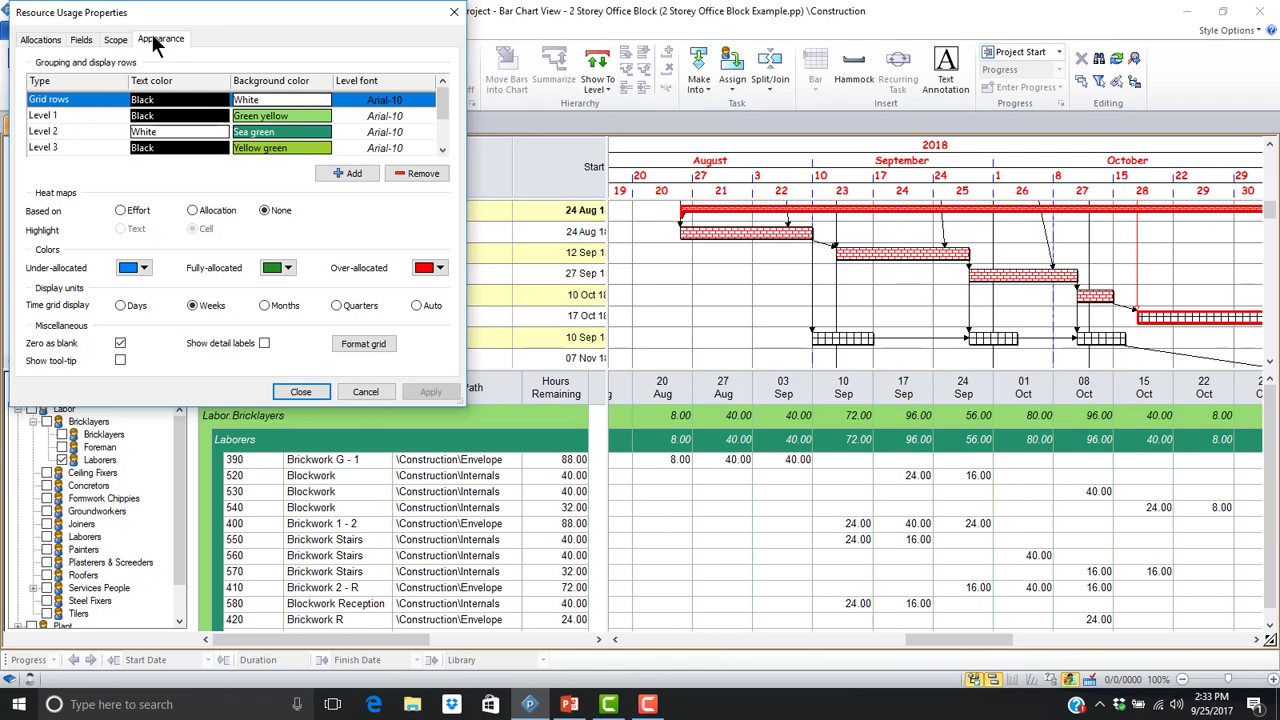 Resource Usage Properties
roject - Bar Chart View - 2 Storey Office Block (2 Storey Office Block Example.pp) \Construction
Style Options
Allocations Fields Scope Appearance
Grouping and display rows
Type Text color Background color Level font
Grid rows Black White Arial-10
Level 1 Black Green yellow Arial-10
Level 2 White Sea green Arial-10
Level 3 Black Yellow green Arial-10
Add Remove
Heat maps
Based on Effort Allocation None
Highlight Text Cell
Colors
Under-allocated Fully-allocated Over-allocated
Display units
Time grid display Days Weeks Months Quarters Auto
Miscellaneous
Zero as blank Show detail labels Format grid
Show tool-tip
Close Cancel Apply
Move Bars into Chart
Summarize
Show To Level
Hierarchy
Make Into
Assign
Split/Join
Task
Bar
Hammock
Recurring Task
Text Annotation
Insert
Project Start
Progress
Enter Progress
Progress
Editing
Start
2018
August September October
20 27 3 10 17 24 1 8 15 22 29
19 20 21 22 23 24 25 26 27 28 29 30
24 Aug 1
24 Aug 18
12 Sep 1
27 Sep 1
10 Oct 1
17 Oct 18
10 Sep 1
07 Nov 18
Path Hours Remaining
20 Aug 27 Aug 03 Sep 10 Sep 17 Sep 24 Sep 01 Oct 08 Oct 15 Oct 22 Oct
Labor.Bricklayers 8.00 40.00 40.00 72.00 96.00 56.00 80.00 96.00 40.00 8.00
Laborers 8.00 40.00 40.00 72.00 96.00 56.00 80.00 96.00 40.00 8.00
390 Brickwork G - 1 \Construction\Envelope 88.00 8.00 40.00 40.00
520 Blockwork \Construction\Internals 40.00 24.00 16.00
530 Blockwork \Construction\Internals 40.00 40.00
540 Blockwork \Construction\Internals 32.00 24.00 8.00
400 Brickwork 1 - 2 \Construction\Envelope 88.00 24.00 40.00 24.00
550 Brickwork Stairs \Construction\Internals 40.00 24.00 16.00
560 Brickwork Stairs \Construction\Internals 40.00 40.00
570 Brickwork Stairs \Construction\Internals 32.00 16.00 16.00
410 Brickwork 2 - R \Construction\Envelope 72.00 16.00 40.00 16.00
580 Blockwork Reception \Construction\Internals 40.00 24.00 16.00
420 Brickwork R \Construction\Envelope 24.00 24.00
Labor
Bricklayers
Bricklayers
Foreman
Laborers
Ceiling Fixers
Concretors
Formwork Chippies
Groundworkers
Joiners
Laborers
Painters
Plasterers & Screeders
Roofers
Services People
Steel Fixers
Tilers
Plant
Progress Start Date Duration Finish Date Library
0/0/0000 100%
Type here to search
2:33 PM
9/25/2017